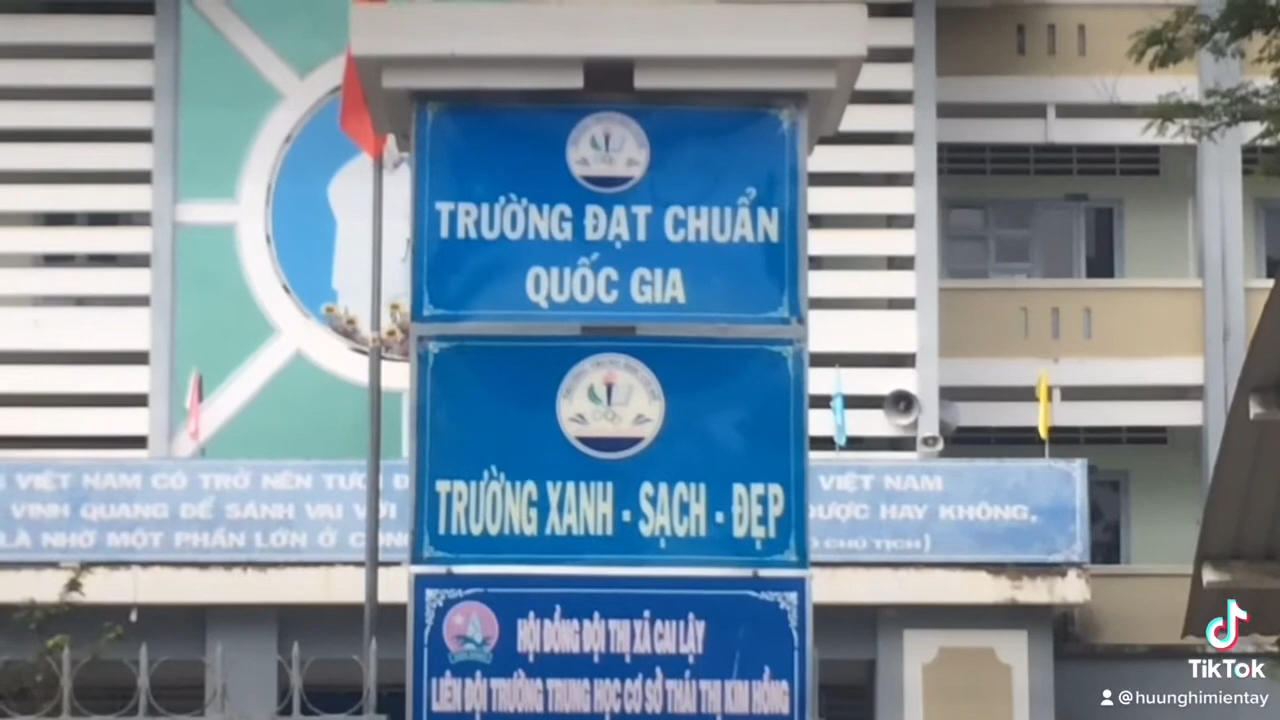 TRƯỜNG ĐẠT CHUẨN
QUỐC GIA
TRƯỜNG XANH - SẠCH - ĐẸP
VIỆT NAM CÓ TRỞ NÊN TƯƠI Đ
VIỆT NAM
VINH QUANG ĐỂ SÁNH VAI VỚI
ĐƯỢC HAY KHÔNG,
LÀ NHỜ MỘT PHẦN LỚN Ở CÔNG
CHỦ TỊCH)
HỘI ĐỒNG ĐỘI THỊ XÃ CAI LẬY
LIÊN ĐỘI TRƯỜNG TRUNG HỌC CƠ SỞ THÁI THỊ KIM HỒNG
TikTok
@huunghimientay